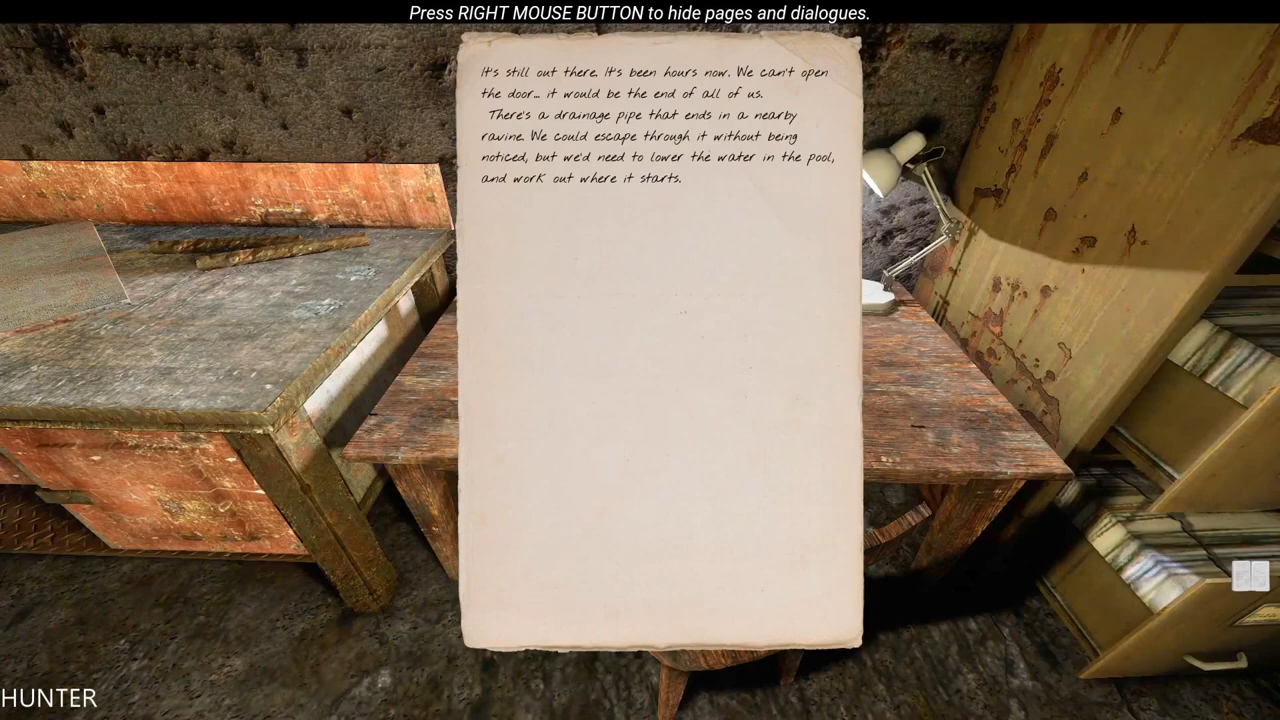 Press RIGHT MOUSE BUTTON to hide pages and dialogues.
It's still out there. It's been hours now. We can't open
the door... it would be the end of all of us.
There's a drainage pipe that ends in a nearby
ravine. We could escape through it without being
noticed, but we'd need to lower the water in the pool,
and work out where it starts.
HUNTER